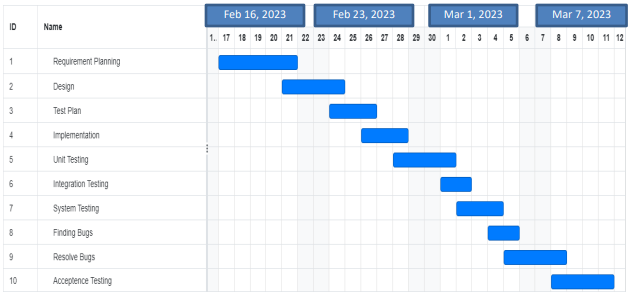 Feb 16, 2023 Feb 23, 2023 Mar 1, 2023 Mar 7, 2023
ID Name
1.. 17 18 19 20 21 22 23 24 25 26 27 28 29 30 1 2 3 4 5 6 7 8 9 10 11 12
1 Requirement Planning
2 Design
3 Test Plan
4 Implementation
5 Unit Testing
6 Integration Testing
7 System Testing
8 Finding Bugs
9 Resolve Bugs
10 Acceptence Testing